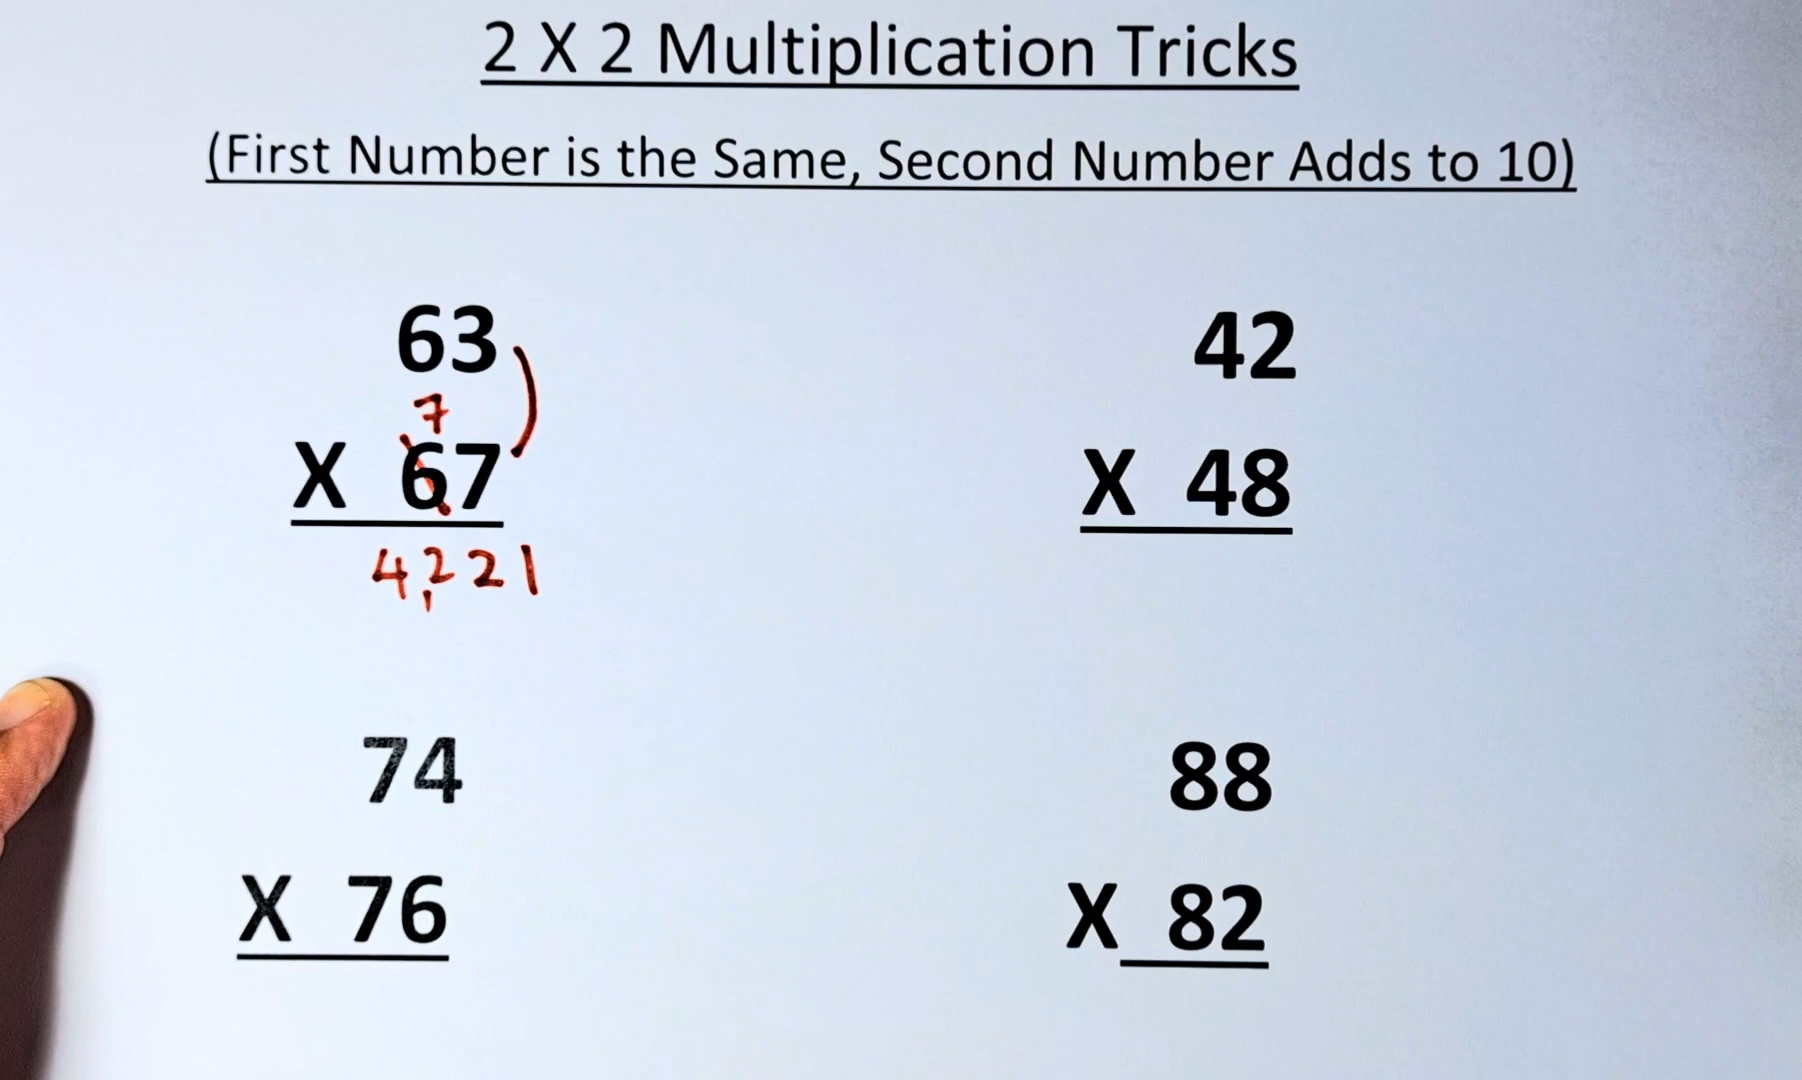 2 X 2 Multiplication Tricks
(First Number is the Same, Second Number Adds to 10)
63
7
X 67
4,221
42
X 48
74
X 76
88
X 82